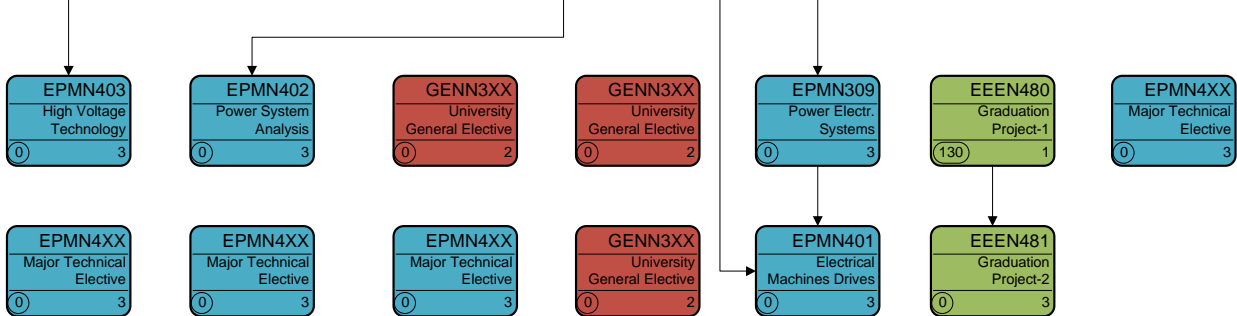 EPMN403
High Voltage
Technology
0 3
EPMN402
Power System
Analysis
0 3
GENN3XX
University
General Elective
0 2
GENN3XX
University
General Elective
0 2
EPMN309
Power Electr.
Systems
0 3
EEEN480
Graduation
Project-1
130 1
EPMN4XX
Major Technical
Elective
0 3
EPMN4XX
Major Technical
Elective
0 3
EPMN4XX
Major Technical
Elective
0 3
EPMN4XX
Major Technical
Elective
0 3
GENN3XX
University
General Elective
0 2
EPMN401
Electrical
Machines Drives
0 3
EEEN481
Graduation
Project-2
0 3